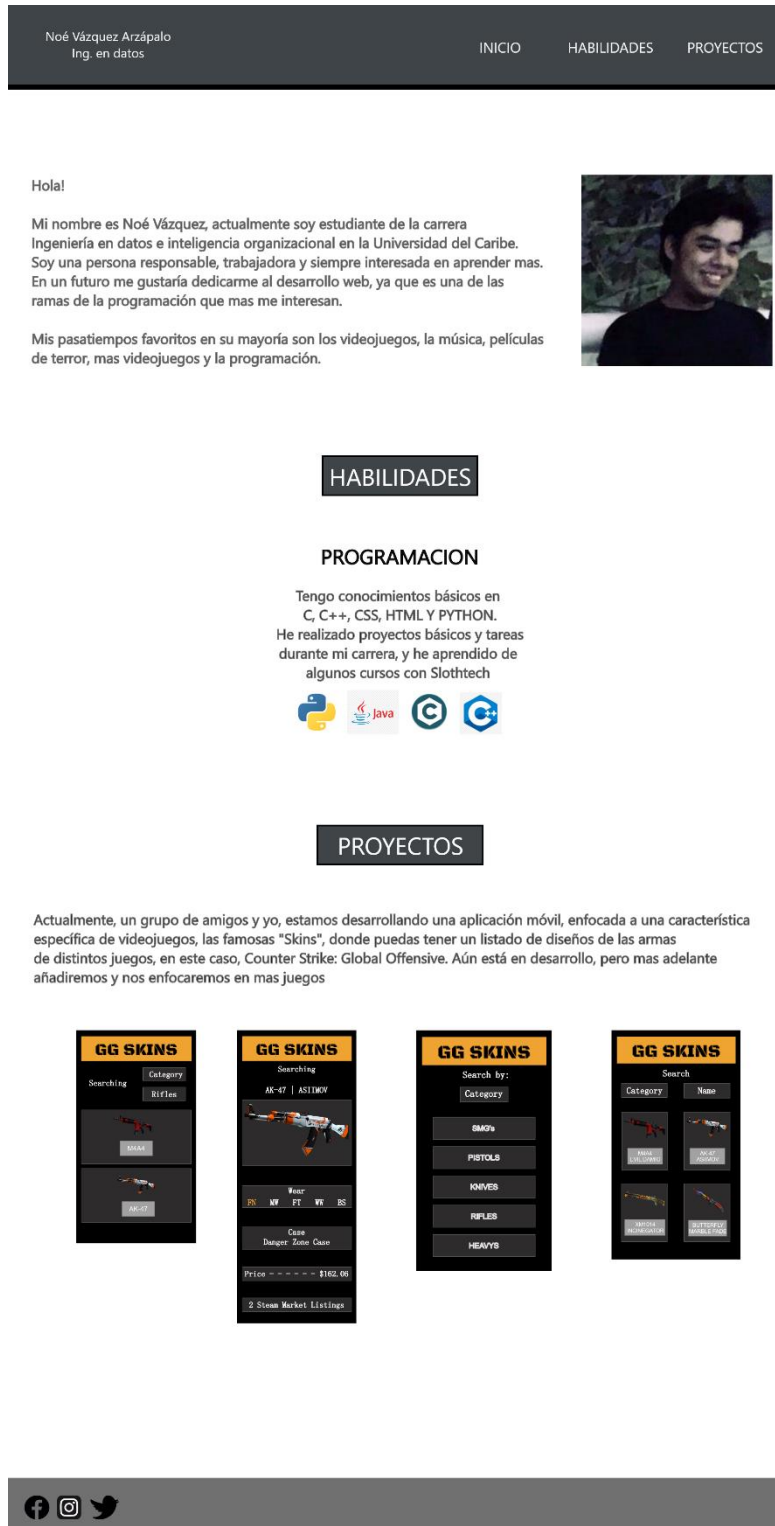 Noé Vázquez Arzápalo
Ing. en datos
INICIO
HABILIDADES
PROYECTOS
Hola!
Mi nombre es Noé Vázquez, actualmente soy estudiante de la carrera
Ingeniería en datos e inteligencia organizacional en la Universidad del Caribe.
Soy una persona responsable, trabajadora y siempre interesada en aprender mas.
En un futuro me gustaría dedicarme al desarrollo web, ya que es una de las
ramas de la programación que mas me interesan.
Mis pasatiempos favoritos en su mayoría son los videojuegos, la música, películas
de terror, mas videojuegos y la programación.
HABILIDADES
PROGRAMACION
Tengo conocimientos básicos en
C, C++, CSS, HTML Y PYTHON.
He realizado proyectos básicos y tareas
durante mi carrera, y he aprendido de
algunos cursos con Slothtech
Java
C
C++
PROYECTOS
Actualmente, un grupo de amigos y yo, estamos desarrollando una aplicación móvil, enfocada a una característica
específica de videojuegos, las famosas "Skins", donde puedas tener un listado de diseños de las armas
de distintos juegos, en este caso, Counter Strike: Global Offensive. Aún está en desarrollo, pero mas adelante
añadiremos y nos enfocaremos en mas juegos
GG SKINS
Searching
Category
Rifles
M4A4
AK-47
GG SKINS
Searching
AK-47 | ASIIMOV
Wear
FN MW FT WW BS
Case
Danger Zone Case
Price - - - - - - $162.06
2 Steam Market Listings
GG SKINS
Search by:
Category
SMG's
PISTOLS
KNIVES
RIFLES
HEAVYS
GG SKINS
Search
Category
Name
M4A4
AK-47
XM1014
BUTTERFLY
MARBLE FADE